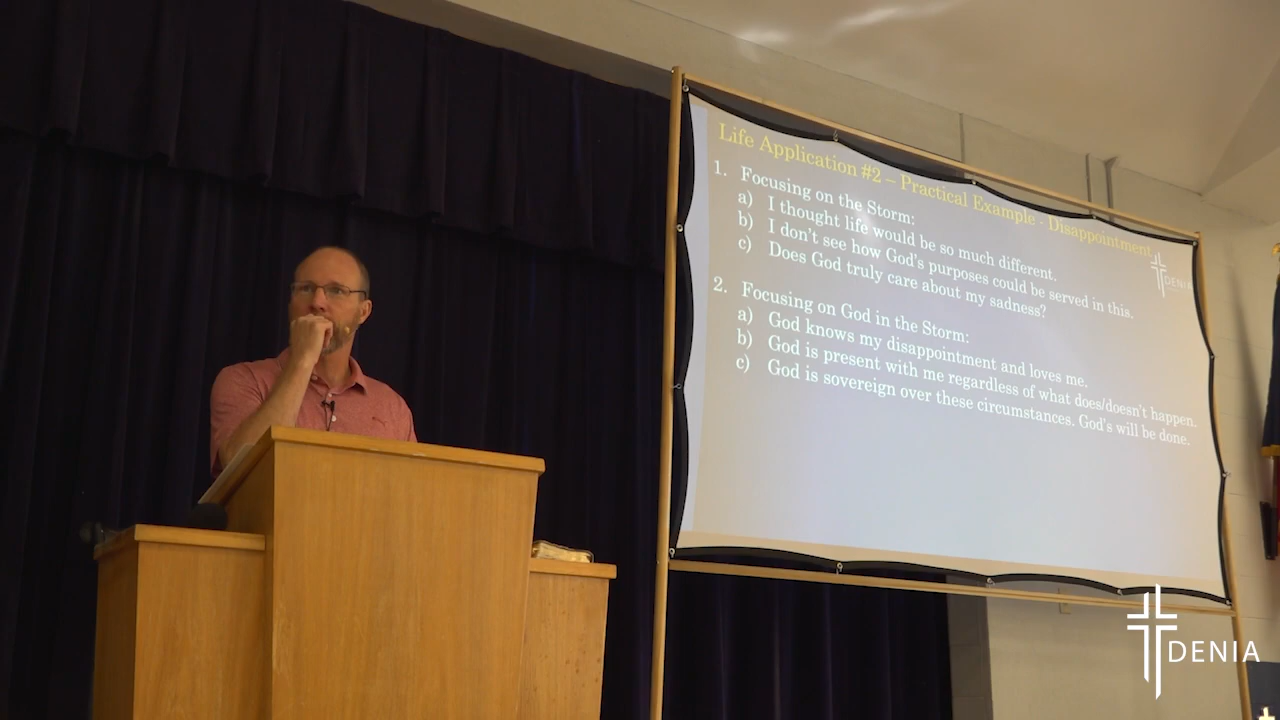 Life Application #2 – Practical Example - Disappointment
1. Focusing on the Storm:
a) I thought life would be so much different.
b) I don't see how God's purposes could be served in this.
c) Does God truly care about my sadness?
DENIA
2. Focusing on God in the Storm:
a) God knows my disappointment and loves me.
b) God is present with me regardless of what does/doesn't happen.
c) God is sovereign over these circumstances. God's will be done.
DENIA